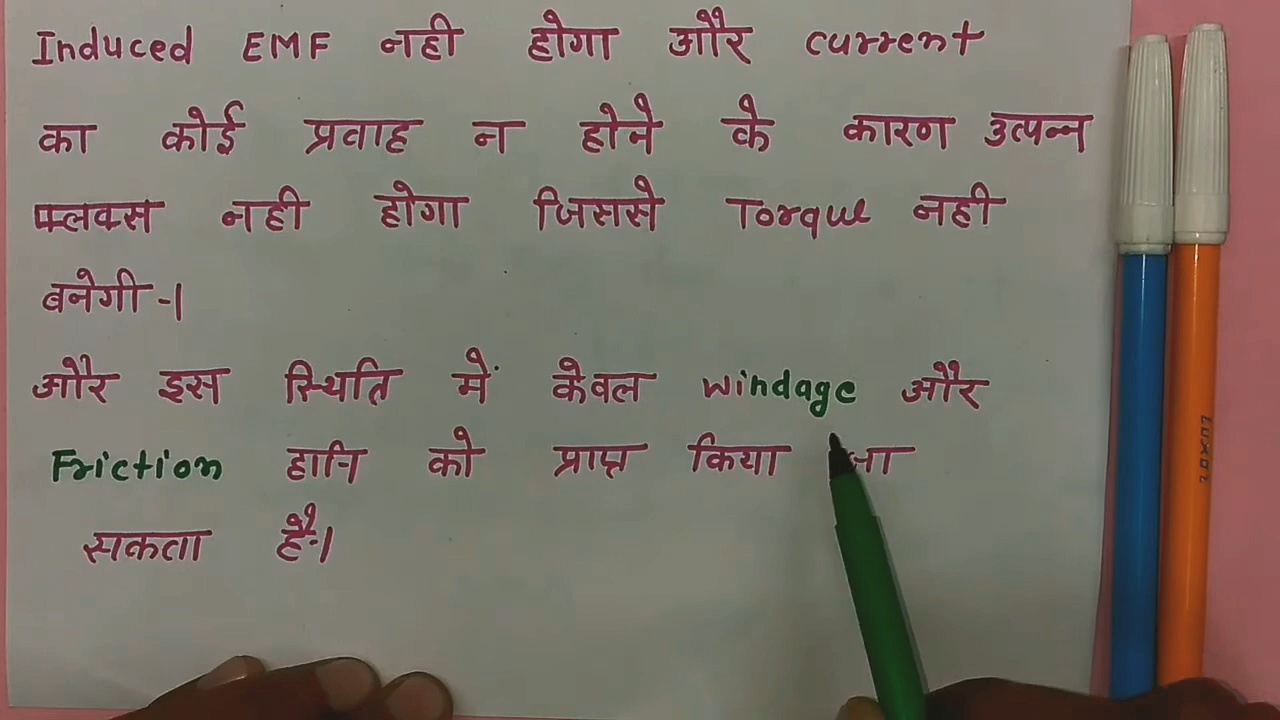 Induced EMF नही होगा और current
का कोई प्रवाह न होने के कारण उत्पन्न
फ्लक्स नही होगा जिससे Torque नही
बनेगी-।
और इस स्थिति में केवल windage और
Friction हानि को प्राप्त किया जा
सकता है-।
LUXOR